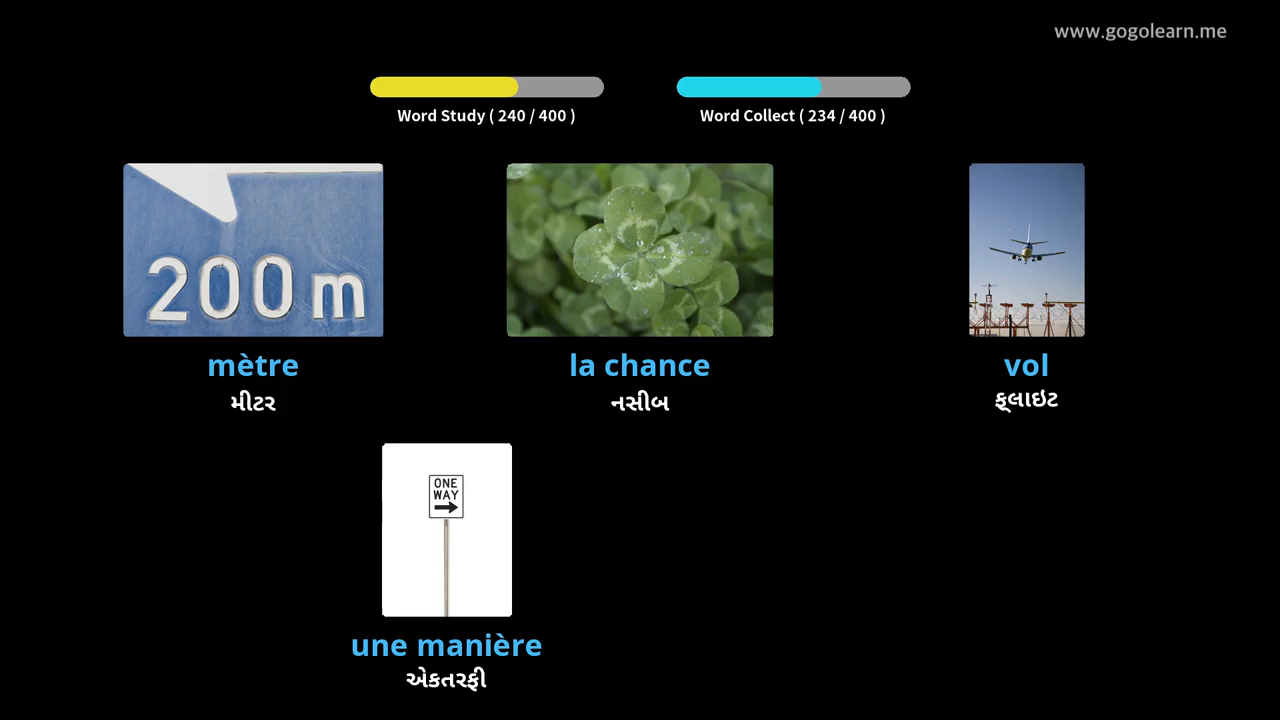 www.gogolearn.me
Word Study ( 240 / 400 )
Word Collect ( 234 / 400 )
200 m
mètre
મીટર
la chance
નસીબ
vol
ફ્લાઇટ
ONE
WAY
une manière
એકતરફી